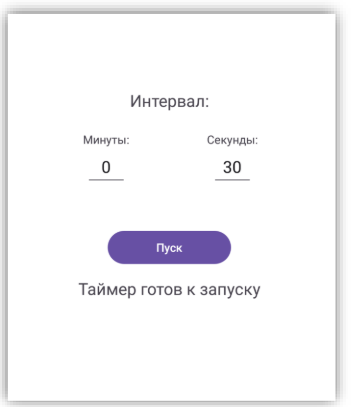 Интервал:
Минуты: Секунды:
0 30
Пуск
Таймер готов к запуску